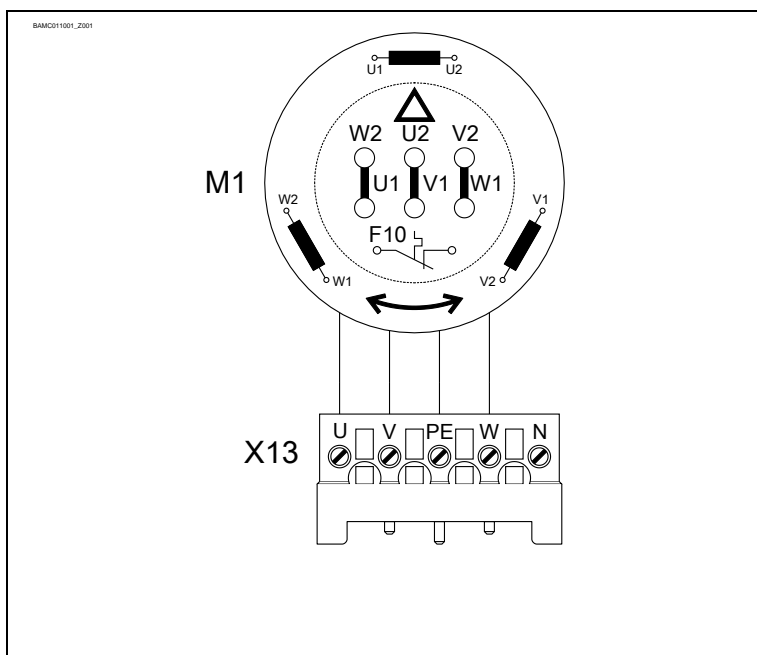 BAMC011001_Z001
U1 U2
W2 U2 V2
M1
U1 V1 W1
W2 V1
F10
W1 V2
U V PE W N
X13